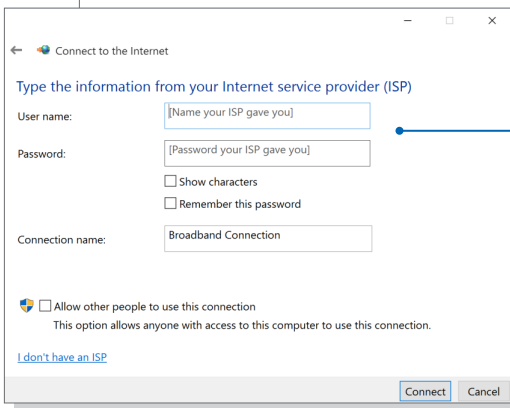 Connect to the Internet
Type the information from your Internet service provider (ISP)
User name:
[Name your ISP gave you]
Password:
[Password your ISP gave you]
Show characters
Remember this password
Connection name:
Broadband Connection
Allow other people to use this connection
This option allows anyone with access to this computer to use this connection.
I don't have an ISP
Connect
Cancel